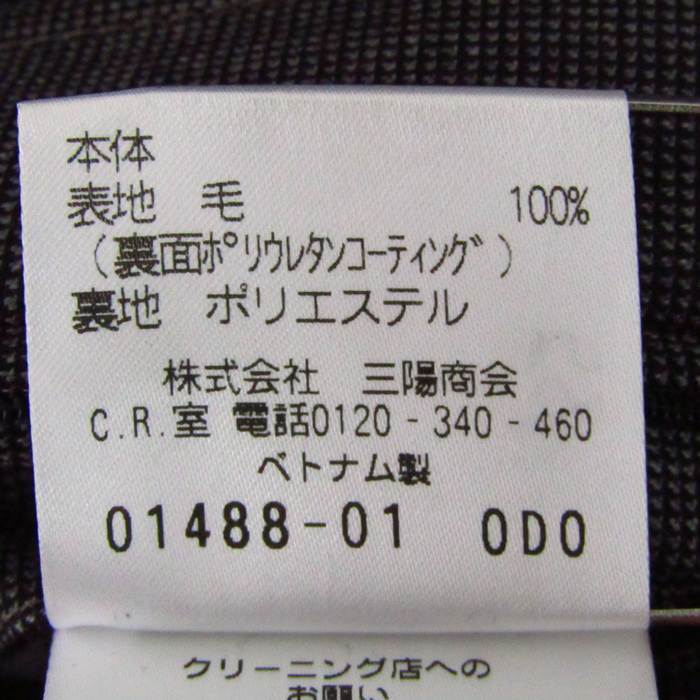 本体
表地 毛 100%
(裏面ポリウレタンコーティング)
裏地 ポリエステル
株式会社 三陽商会
C.R.室 電話0120-340-460
ベトナム製
01488-01 0D0
クリーニング店への
お願い